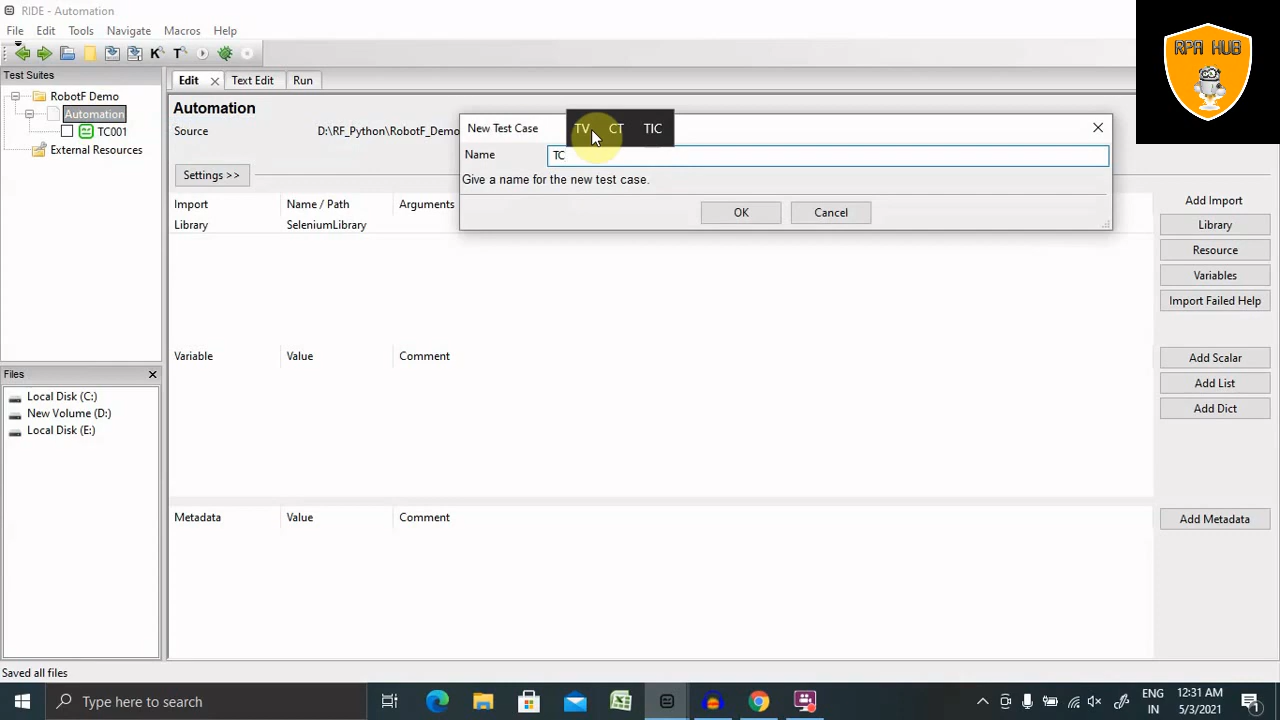 RIDE - Automation
File Edit Tools Navigate Macros Help
K T
Test Suites
RobotF Demo
Automation
TC001
External Resources
Files
Local Disk (C:)
New Volume (D:)
Local Disk (E:)
Edit Text Edit Run
Automation
Source D:\RF_Python\RobotF_Demo
Settings >>
Import Name / Path Arguments
Library SeleniumLibrary
New Test Case
TV CT TIC
Name TC
Give a name for the new test case.
OK Cancel
Variable Value Comment
Metadata Value Comment
Add Import
Library
Resource
Variables
Import Failed Help
Add Scalar
Add List
Add Dict
Add Metadata
RPA HUB
Saved all files
Type here to search
ENG
IN
12:31 AM
5/3/2021
1